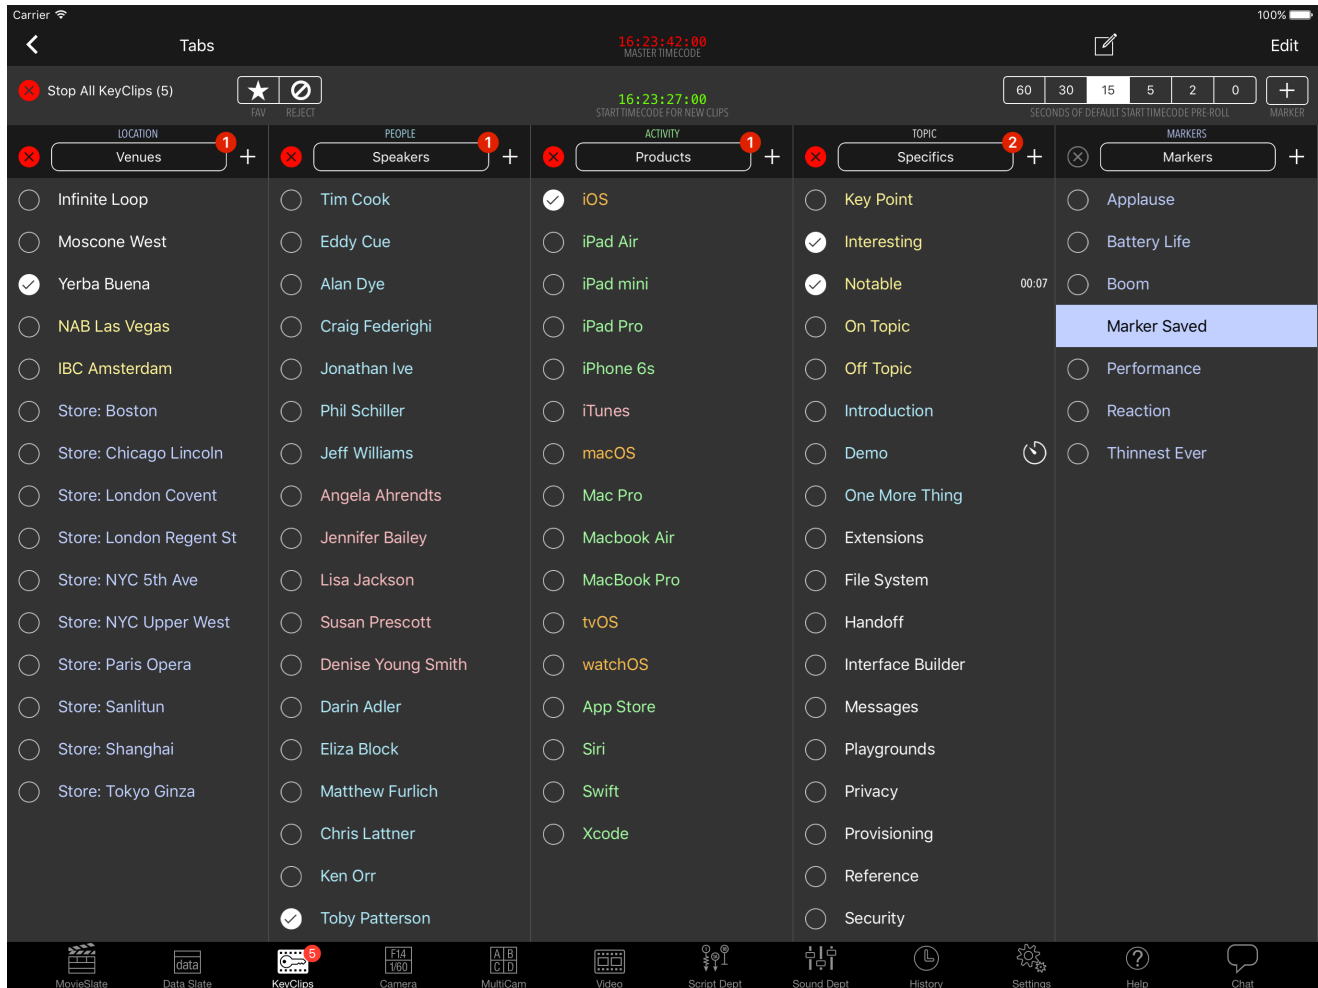 Carrier 100%
Tabs 16:23:42:00 Edit
MASTER TIMECODE
Stop All KeyClips (5) 60 30 15 5 2 0
16:23:27:00
FAV REJECT START TIMECODE FOR NEW CLIPS SECONDS OF DEFAULT START TIMECODE PRE-ROLL MARKER
LOCATION PEOPLE ACTIVITY TOPIC MARKERS
1 1 1 2
Venues + Speakers + Products + Specifics + Markers +
Infinite Loop Tim Cook iOS Key Point Applause
Moscone West Eddy Cue iPad Air Interesting Battery Life
Yerba Buena Alan Dye iPad mini Notable 00:07 Boom
NAB Las Vegas Craig Federighi iPad Pro On Topic Marker Saved
IBC Amsterdam Jonathan Ive iPhone 6s Off Topic Performance
Store: Boston Phil Schiller iTunes Introduction Reaction
Store: Chicago Lincoln Jeff Williams macOS Demo Thinnest Ever
Store: London Covent Angela Ahrendts Mac Pro One More Thing
Store: London Regent St Jennifer Bailey Macbook Air Extensions
Store: NYC 5th Ave Lisa Jackson MacBook Pro File System
Store: NYC Upper West Susan Prescott tvOS Handoff
Store: Paris Opera Denise Young Smith watchOS Interface Builder
Store: Sanlitun Darin Adler App Store Messages
Store: Shanghai Eliza Block Siri Playgrounds
Store: Tokyo Ginza Matthew Furlich Swift Privacy
Chris Lattner Xcode Provisioning
Ken Orr Reference
Toby Patterson Security
data 5 F1.4 1/60 A B C D
MovieSlate Data Slate KeyClips Camera MultiCam Video Script Dept Sound Dept History Settings Help Chat